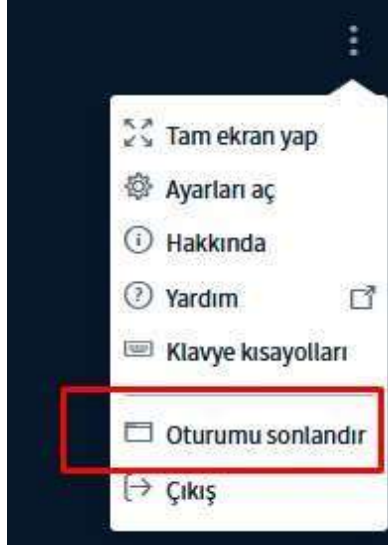 Tam ekran yap
Ayarları aç
Hakkında
Yardım
Klavye kısayolları
Oturumu sonlandır
Çıkış